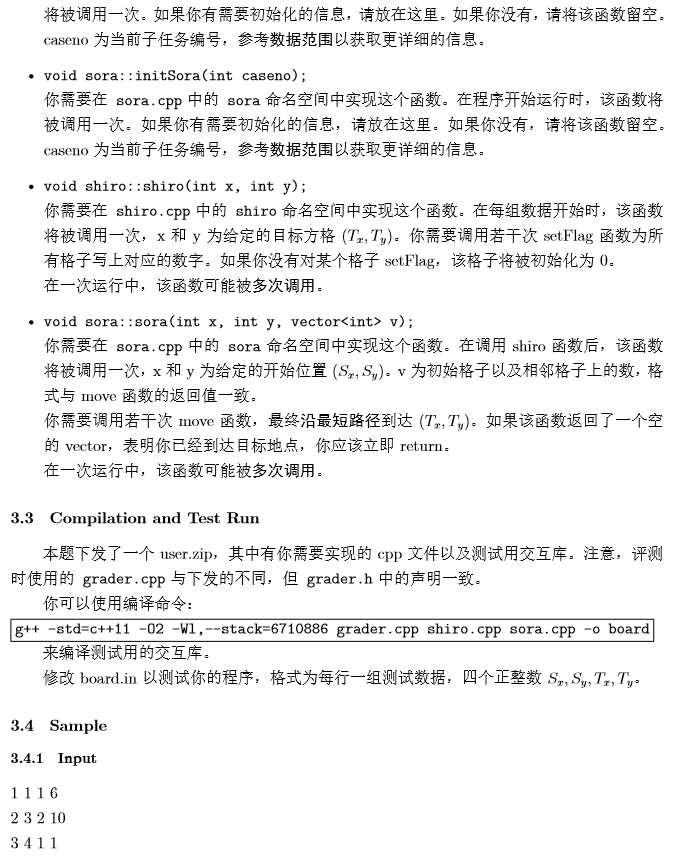 将被调用一次。如果你有需要初始化的信息，请放在这里。如果你没有，请将该函数留空。
caseno 为当前子任务编号，参考数据范围以获取更详细的信息。
• void sora::initSora(int caseno);
你需要在 sora.cpp 中的 sora 命名空间中实现这个函数。在程序开始运行时，该函数将
被调用一次。如果你有需要初始化的信息，请放在这里。如果你没有，请将该函数留空。
caseno 为当前子任务编号，参考数据范围以获取更详细的信息。
• void shiro::shiro(int x, int y);
你需要在 shiro.cpp 中的 shiro 命名空间中实现这个函数。在每组数据开始时，该函数
将被调用一次，x 和 y 为给定的目标方格 (Tx, Ty)。你需要调用若干次 setFlag 函数为所
有格子写上对应的数字。如果你没有对某个格子 setFlag，该格子将被初始化为 0。
在一次运行中，该函数可能被多次调用。
• void sora::sora(int x, int y, vector<int> v);
你需要在 sora.cpp 中的 sora 命名空间中实现这个函数。在调用 shiro 函数后，该函数
将被调用一次，x 和 y 为给定的开始位置 (Sx, Sy)。v 为初始格子以及相邻格子上的数，格
式与 move 函数的返回值一致。
你需要调用若干次 move 函数，最终沿最短路径到达 (Tx, Ty)。如果该函数返回了一个空
的 vector，表明你已经到达目标地点，你应该立即 return。
在一次运行中，该函数可能被多次调用。
3.3 Compilation and Test Run
本题下发了一个 user.zip，其中有你需要实现的 cpp 文件以及测试用交互库。注意，评测
时使用的 grader.cpp 与下发的不同，但 grader.h 中的声明一致。
你可以使用编译命令：
g++ -std=c++11 -O2 -Wl,--stack=6710886 grader.cpp shiro.cpp sora.cpp -o board
来编译测试用的交互库。
修改 board.in 以测试你的程序，格式为每行一组测试数据，四个正整数 Sx, Sy, Tx, Ty。
3.4 Sample
3.4.1 Input
1 1 1 6
2 3 2 10
3 4 1 1